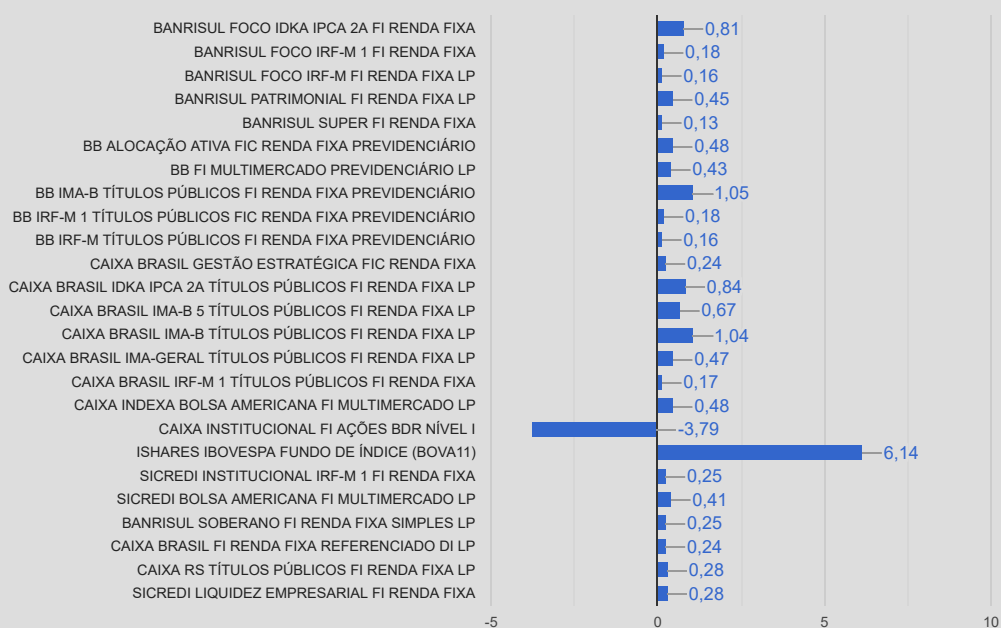 BANRISUL FOCO IDKA IPCA 2A FI RENDA FIXA 0,81
BANRISUL FOCO IRF-M 1 FI RENDA FIXA 0,18
BANRISUL FOCO IRF-M FI RENDA FIXA LP 0,16
BANRISUL PATRIMONIAL FI RENDA FIXA LP 0,45
BANRISUL SUPER FI RENDA FIXA 0,13
BB ALOCAÇÃO ATIVA FIC RENDA FIXA PREVIDENCIÁRIO 0,48
BB FI MULTIMERCADO PREVIDENCIÁRIO LP 0,43
BB IMA-B TÍTULOS PÚBLICOS FI RENDA FIXA PREVIDENCIÁRIO 1,05
BB IRF-M 1 TÍTULOS PÚBLICOS FIC RENDA FIXA PREVIDENCIÁRIO 0,18
BB IRF-M TÍTULOS PÚBLICOS FI RENDA FIXA PREVIDENCIÁRIO 0,16
CAIXA BRASIL GESTÃO ESTRATÉGICA FIC RENDA FIXA 0,24
CAIXA BRASIL IDKA IPCA 2A TÍTULOS PÚBLICOS FI RENDA FIXA LP 0,84
CAIXA BRASIL IMA-B 5 TÍTULOS PÚBLICOS FI RENDA FIXA LP 0,67
CAIXA BRASIL IMA-B TÍTULOS PÚBLICOS FI RENDA FIXA LP 1,04
CAIXA BRASIL IMA-GERAL TÍTULOS PÚBLICOS FI RENDA FIXA LP 0,47
CAIXA BRASIL IRF-M 1 TÍTULOS PÚBLICOS FI RENDA FIXA 0,17
CAIXA INDEXA BOLSA AMERICANA FI MULTIMERCADO LP 0,48
CAIXA INSTITUCIONAL FI AÇÕES BDR NÍVEL I -3,79
ISHARES IBOVESPA FUNDO DE ÍNDICE (BOVA11) 6,14
SICREDI INSTITUCIONAL IRF-M 1 FI RENDA FIXA 0,25
SICREDI BOLSA AMERICANA FI MULTIMERCADO LP 0,41
BANRISUL SOBERANO FI RENDA FIXA SIMPLES LP 0,25
CAIXA BRASIL FI RENDA FIXA REFERENCIADO DI LP 0,24
CAIXA RS TÍTULOS PÚBLICOS FI RENDA FIXA LP 0,28
SICREDI LIQUIDEZ EMPRESARIAL FI RENDA FIXA 0,28
-5 0 5 10